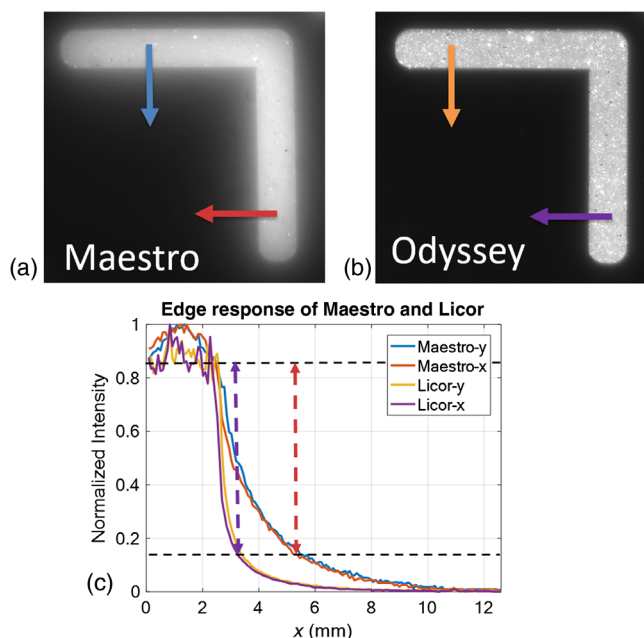 (a) Maestro
(b) Odyssey
Edge response of Maestro and Licor
Normalized Intensity
1
0.8
0.6
0.4
0.2
0
Maestro-y
Maestro-x
Licor-y
Licor-x
(c)
0 2 4 6 8 10 12
x (mm)